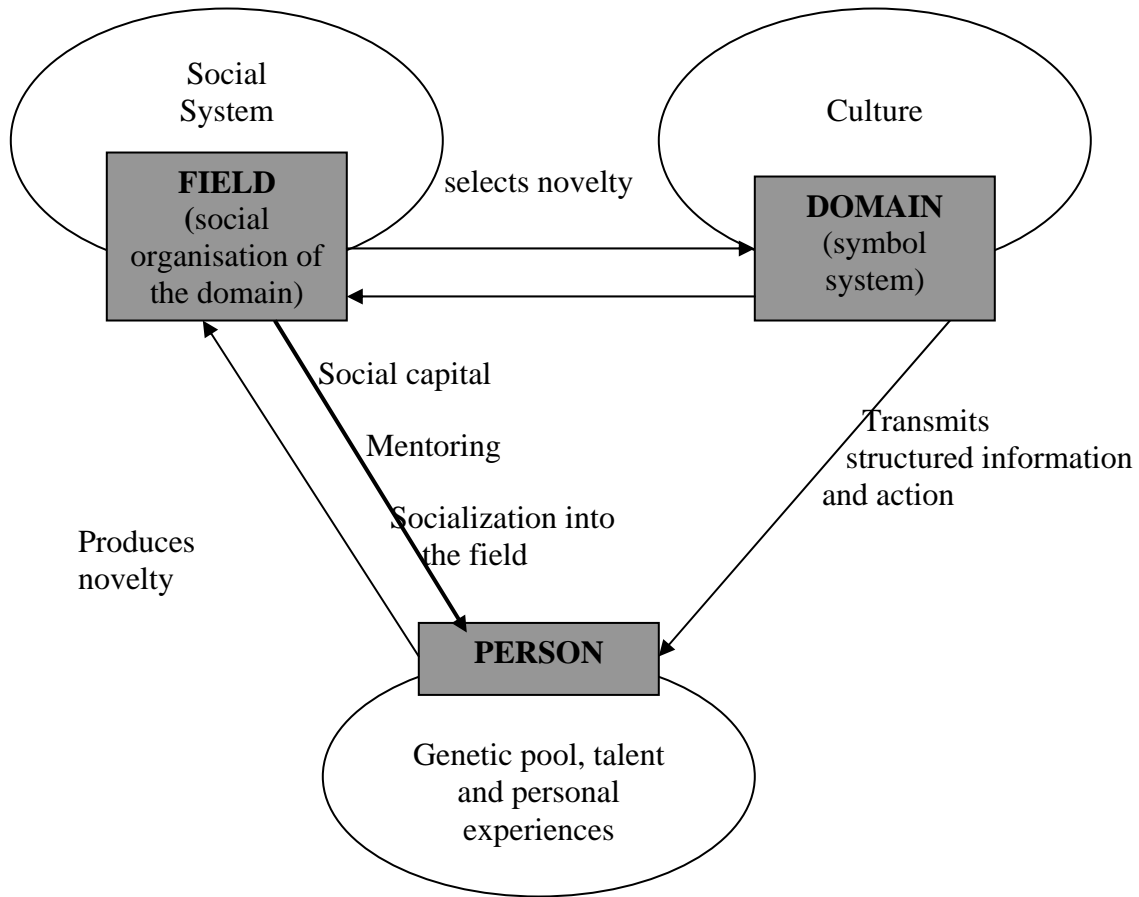 Social
System
FIELD
(social
organisation of
the domain)
selects novelty
Culture
DOMAIN
(symbol
system)
Social capital
Mentoring
Socialization into
the field
Transmits
structured information
and action
Produces
novelty
PERSON
Genetic pool, talent
and personal
experiences